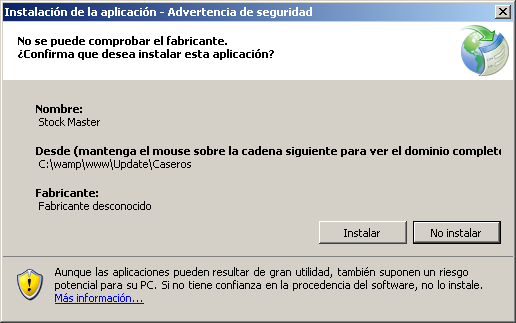 Instalación de la aplicación - Advertencia de seguridad
No se puede comprobar el fabricante.
¿Confirma que desea instalar esta aplicación?
Nombre:
Stock Master
Desde (mantenga el mouse sobre la cadena siguiente para ver el dominio completo
C:\wamp\www\Update\Caseros
Fabricante:
Fabricante desconocido
Instalar
No instalar
Aunque las aplicaciones pueden resultar de gran utilidad, también suponen un riesgo
potencial para su PC. Si no tiene confianza en la procedencia del software, no lo instale.
Más información...